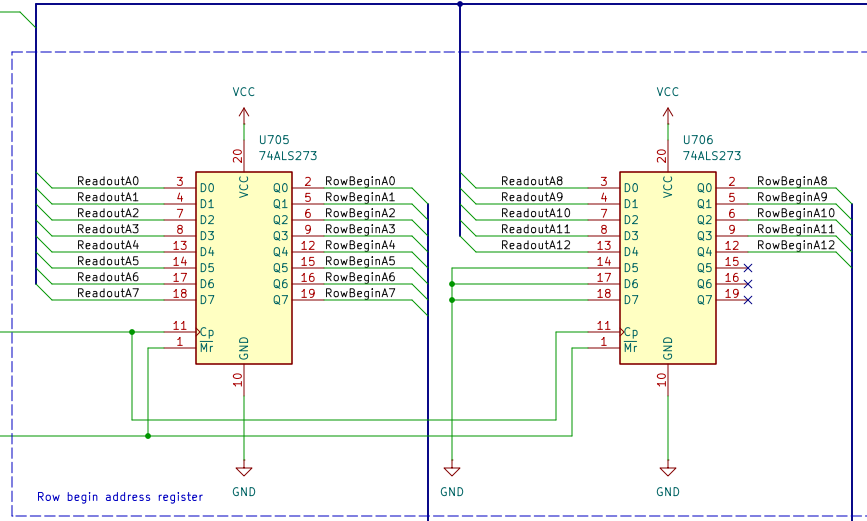 VCC
U705
74ALS273
20
VCC
ReadoutA0 3 D0 Q0 2 RowBeginA0
ReadoutA1 4 D1 Q1 5 RowBeginA1
ReadoutA2 7 D2 Q2 6 RowBeginA2
ReadoutA3 8 D3 Q3 9 RowBeginA3
ReadoutA4 13 D4 Q4 12 RowBeginA4
ReadoutA5 14 D5 Q5 15 RowBeginA5
ReadoutA6 17 D6 Q6 16 RowBeginA6
ReadoutA7 18 D7 Q7 19 RowBeginA7
11 Cp
1 Mr
GND
10
GND
VCC
U706
74ALS273
20
VCC
ReadoutA8 3 D0 Q0 2 RowBeginA8
ReadoutA9 4 D1 Q1 5 RowBeginA9
ReadoutA10 7 D2 Q2 6 RowBeginA10
ReadoutA11 8 D3 Q3 9 RowBeginA11
ReadoutA12 13 D4 Q4 12 RowBeginA12
14 D5 Q5 15
17 D6 Q6 16
18 D7 Q7 19
11 Cp
1 Mr
GND
10
GND
GND
Row begin address register